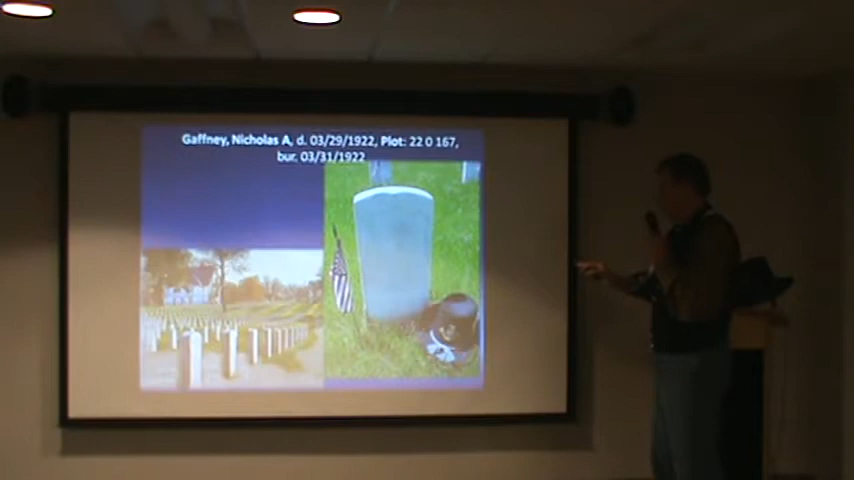 Gaffney, Nicholas A, d. 03/29/1922, Plot: 22 0 167,
bur. 03/31/1922